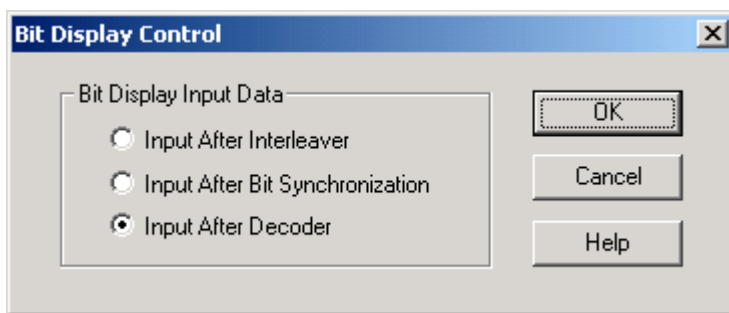 Bit Display Control
Bit Display Input Data
Input After Interleaver
Input After Bit Synchronization
Input After Decoder
OK
Cancel
Help